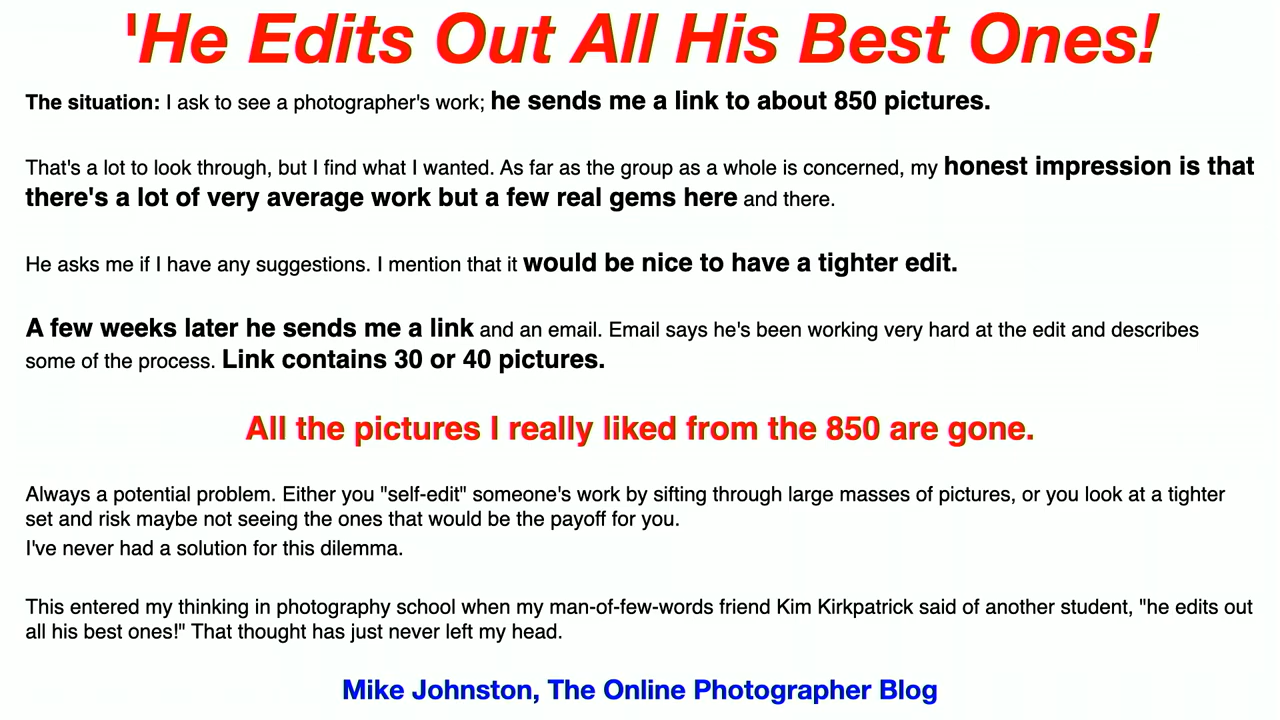 'He Edits Out All His Best Ones!
The situation: I ask to see a photographer's work; he sends me a link to about 850 pictures.
That's a lot to look through, but I find what I wanted. As far as the group as a whole is concerned, my honest impression is that
there's a lot of very average work but a few real gems here and there.
He asks me if I have any suggestions. I mention that it would be nice to have a tighter edit.
A few weeks later he sends me a link and an email. Email says he's been working very hard at the edit and describes
some of the process. Link contains 30 or 40 pictures.
All the pictures I really liked from the 850 are gone.
Always a potential problem. Either you "self-edit" someone's work by sifting through large masses of pictures, or you look at a tighter
set and risk maybe not seeing the ones that would be the payoff for you.
I've never had a solution for this dilemma.
This entered my thinking in photography school when my man-of-few-words friend Kim Kirkpatrick said of another student, "he edits out
all his best ones!" That thought has just never left my head.
Mike Johnston, The Online Photographer Blog